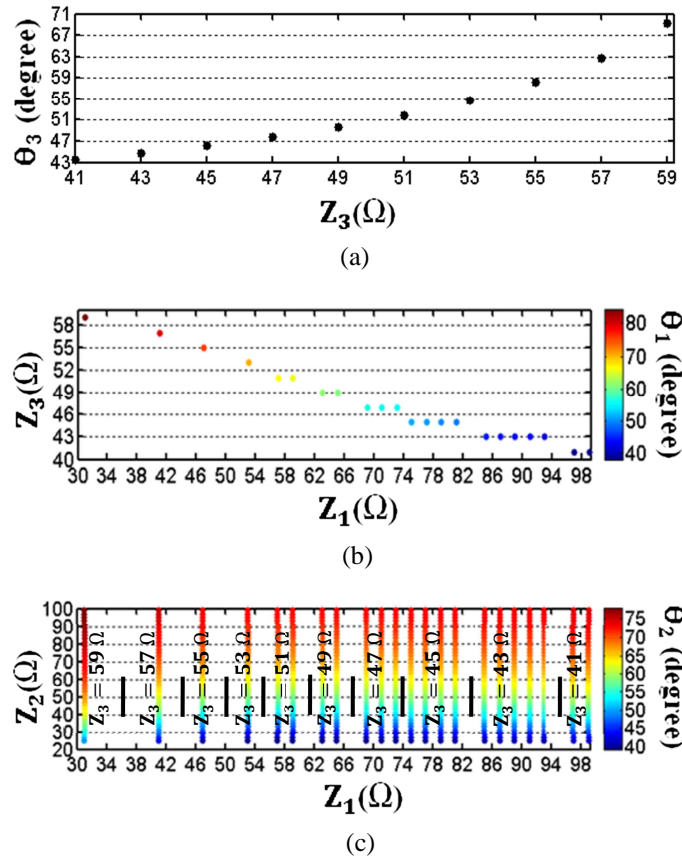 71
67
63
59
55
51
47
43
θ₃ (degree)
41 43 45 47 49 51 53 55 57 59
Z₃(Ω)
(a)
58
55
52
49
46
43
40
Z₃(Ω)
30 34 38 42 46 50 54 58 62 66 70 74 78 82 86 90 94 98
Z₁(Ω)
80
70
60
50
40
θ₁ (degree)
(b)
100
90
80
70
60
50
40
30
20
Z₂(Ω)
Z₃ = 59 Ω
Z₃ = 57 Ω
Z₃ = 55 Ω
Z₃ = 53 Ω
Z₃ = 51 Ω
Z₃ = 49 Ω
Z₃ = 47 Ω
Z₃ = 45 Ω
Z₃ = 43 Ω
Z₃ = 41 Ω
30 34 38 42 46 50 54 58 62 66 70 74 78 82 86 90 94 98
Z₁(Ω)
75
70
65
60
55
50
45
40
θ₂ (degree)
(c)